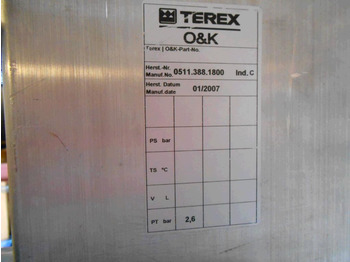 TEREX
O&K
Terex | O&K-Part-No.
Herst.-Nr.
Manuf.No. 0511.388.1800 Ind. C
Herst. Datum
Manuf.date 01/2007
PS bar
TS °C
V L
PT bar 2,6